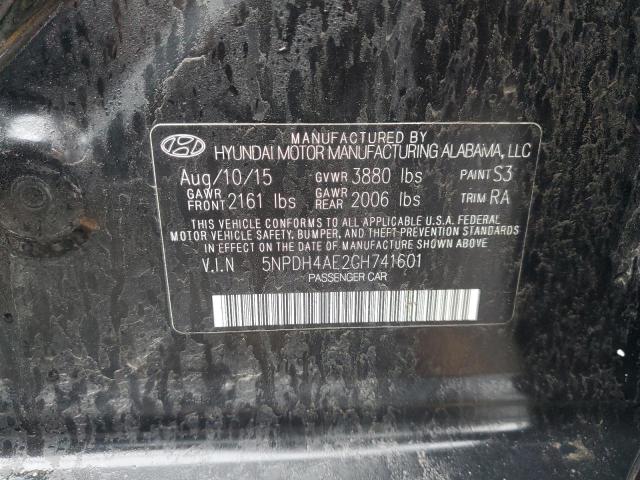 MANUFACTURED BY
HYUNDAI MOTOR MANUFACTURING ALABAMA, LLC
Aug/10/15 GVWR 3880 lbs PAINT S3
GAWR FRONT 2161 lbs GAWR REAR 2006 lbs TRIM RA
THIS VEHICLE CONFORMS TO ALL APPLICABLE U.S.A. FEDERAL
MOTOR VEHICLE SAFETY, BUMPER, AND THEFT-PREVENTION STANDARDS
IN EFFECT ON THE DATE OF MANUFACTURE SHOWN ABOVE.
V.I.N 5NPDH4AE2GH741601
PASSENGER CAR